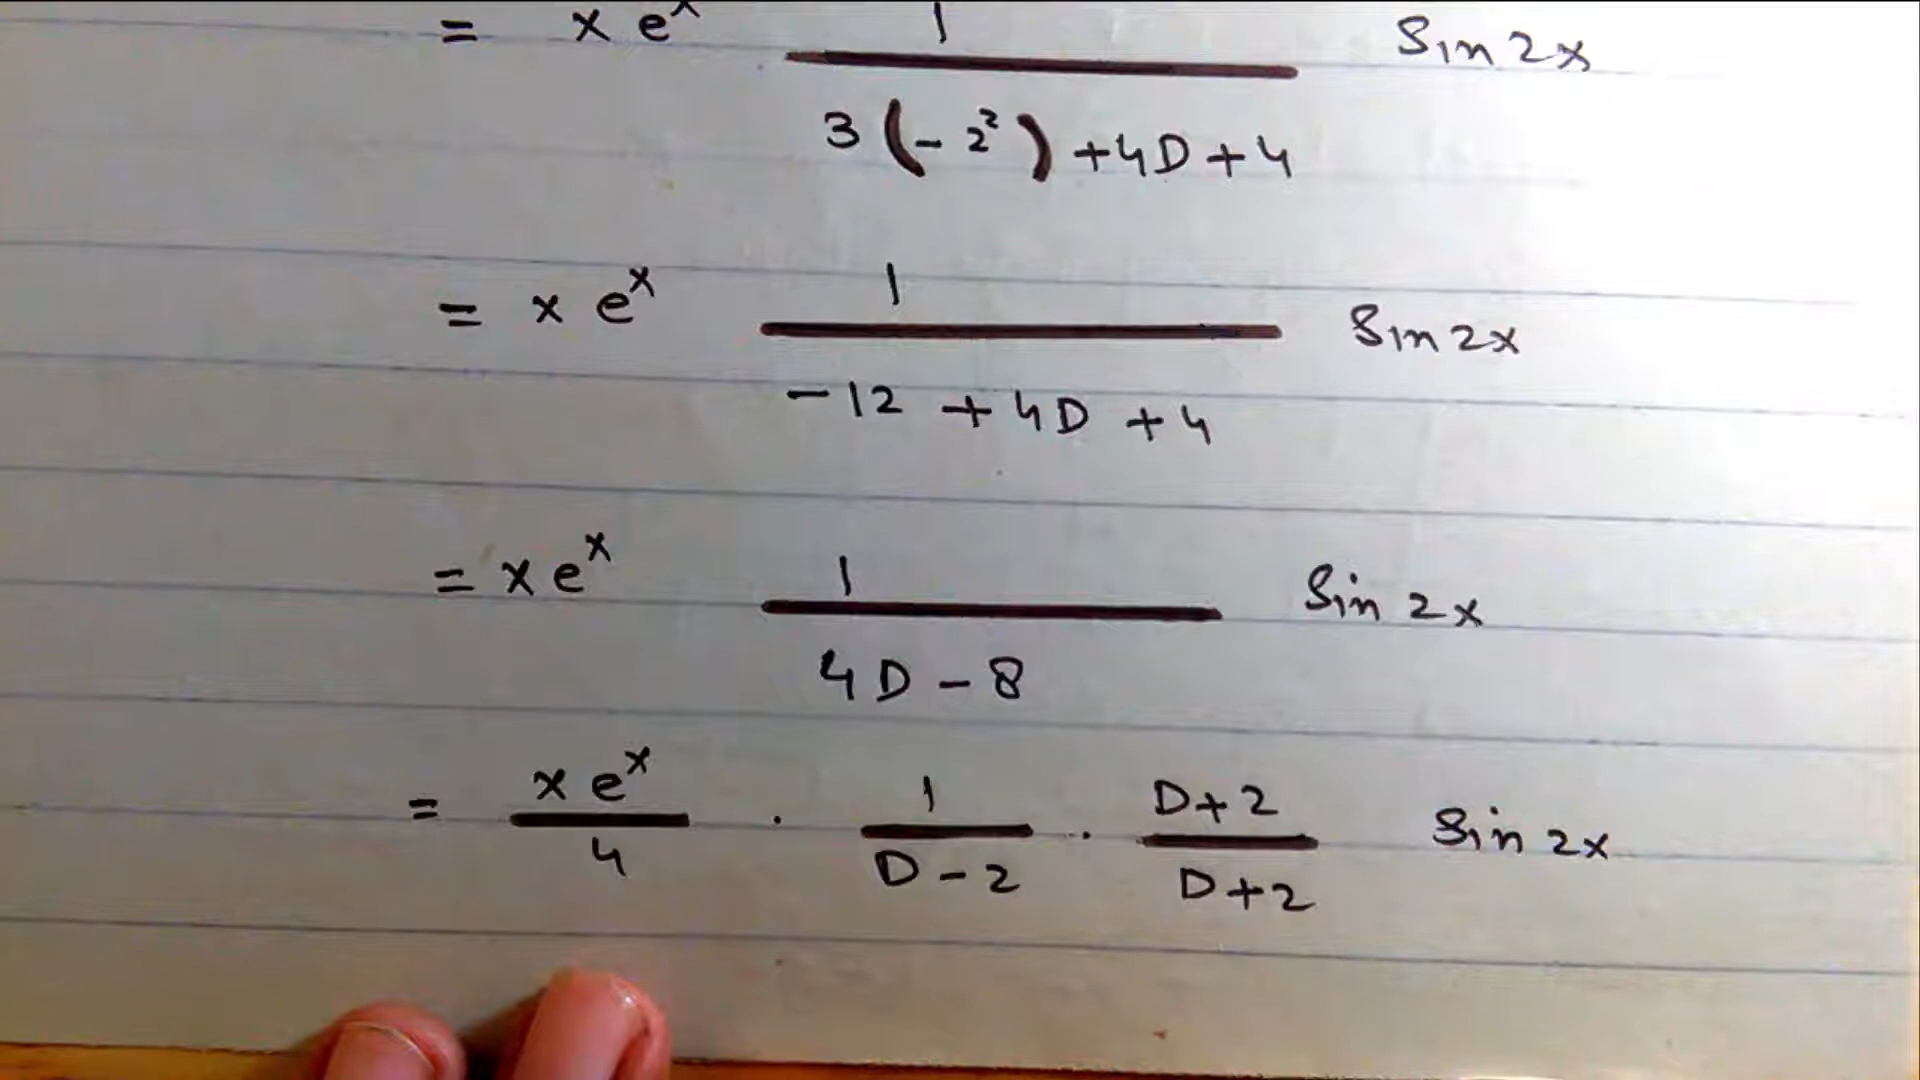 = x e^x 1/(3(-2²)+4D+4) Sin 2x
= x e^x 1/(-12 + 4D + 4) Sin 2x
= x e^x 1/(4D - 8) Sin 2x
= x e^x/4 · 1/(D-2) · (D+2)/(D+2) Sin 2x